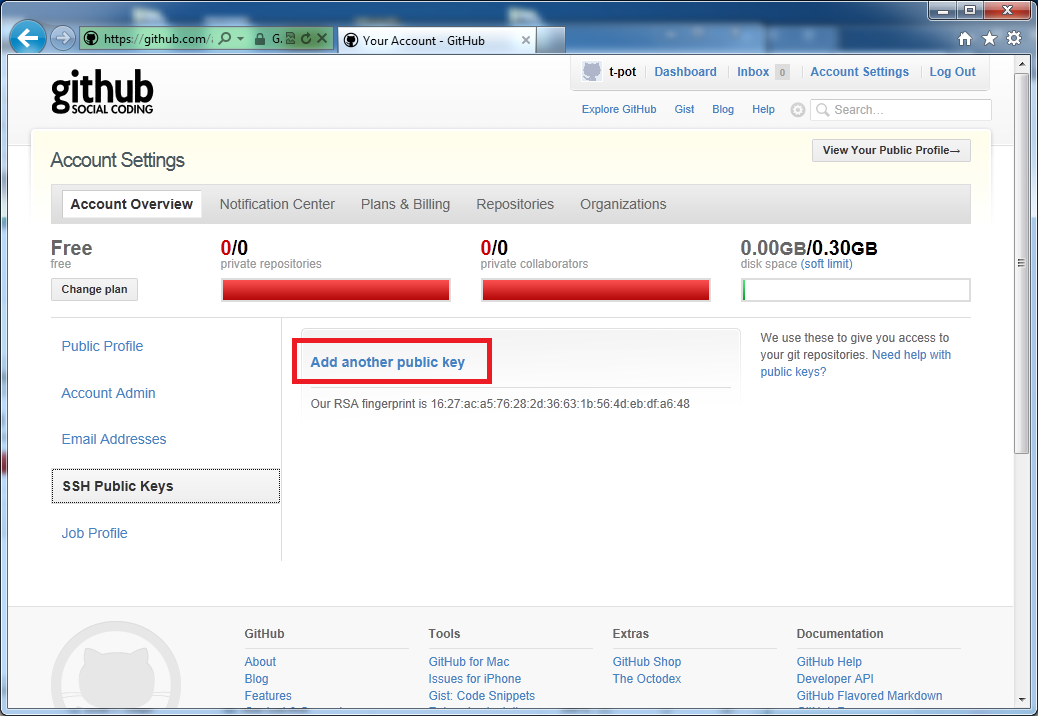 https://github.com/
G.
Your Account - GitHub
github
SOCIAL CODING
t-pot
Dashboard
Inbox 0
Account Settings
Log Out
Explore GitHub
Gist
Blog
Help
Search...
Account Settings
View Your Public Profile→
Account Overview
Notification Center
Plans & Billing
Repositories
Organizations
Free
free
Change plan
0/0
private repositories
0/0
private collaborators
0.00GB/0.30GB
disk space (soft limit)
Public Profile
Account Admin
Email Addresses
SSH Public Keys
Job Profile
Add another public key
Our RSA fingerprint is 16:27:ac:a5:76:28:2d:36:63:1b:56:4d:eb:df:a6:48
We use these to give you access to
your git repositories. Need help with
public keys?
GitHub
About
Blog
Features
Tools
GitHub for Mac
Issues for iPhone
Gist: Code Snippets
Extras
GitHub Shop
The Octodex
Documentation
GitHub Help
Developer API
GitHub Flavored Markdown